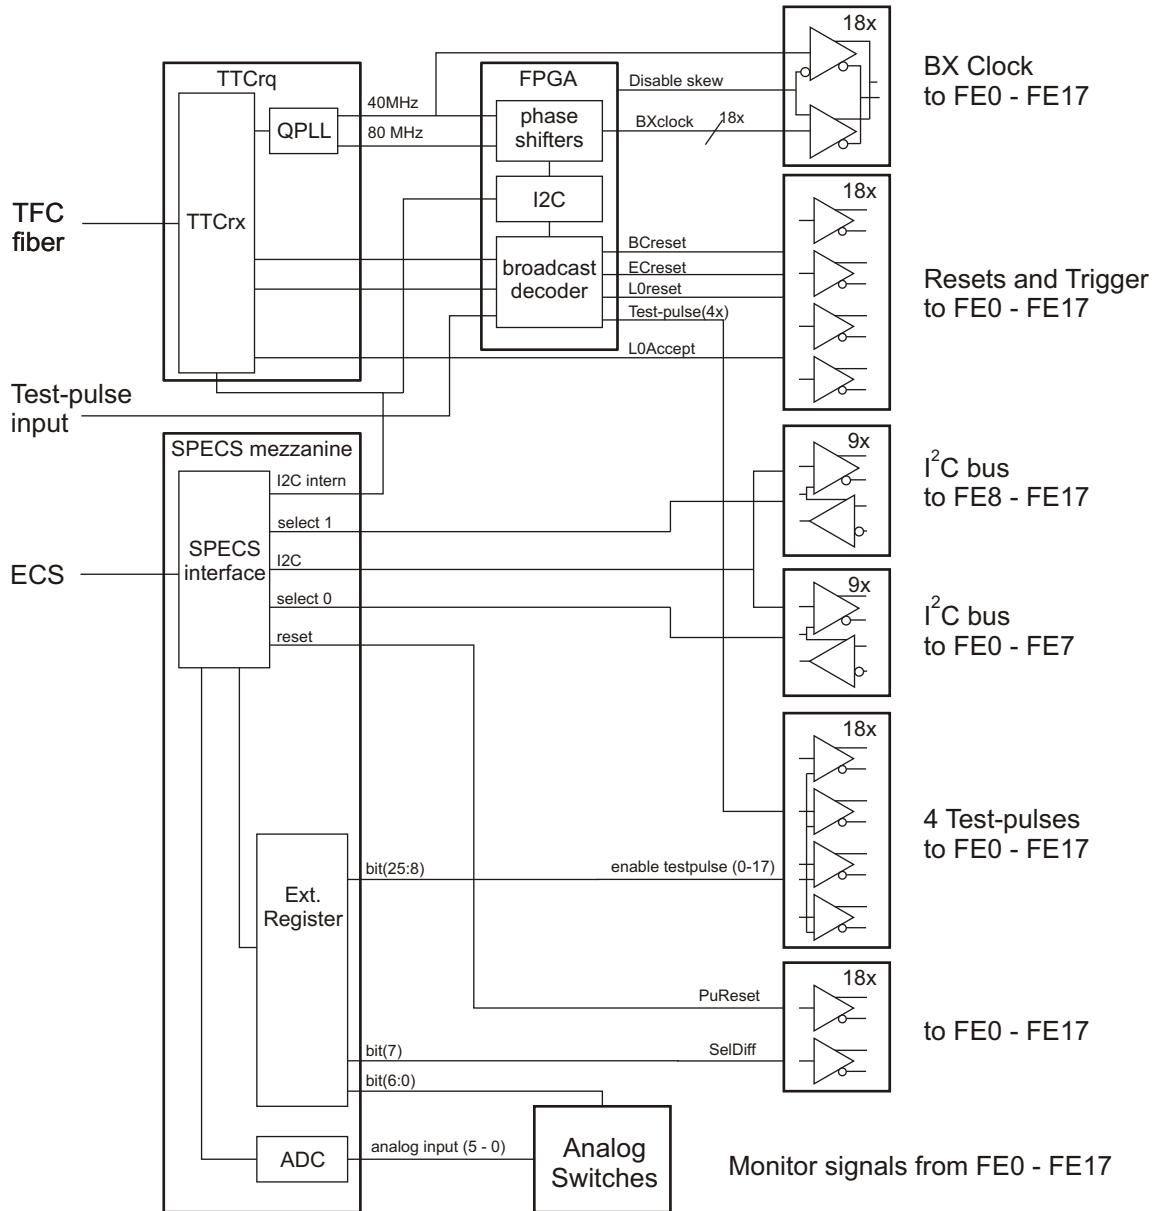 18x
BX Clock
to FE0 - FE17
TTCrq
FPGA
Disable skew
40MHz
QPLL
80 MHz
phase
shifters
BXclock
18x
I2C
TTCrx
TFC
fiber
18x
Resets and Trigger
to FE0 - FE17
broadcast
decoder
BCreset
ECreset
L0reset
Test-pulse(4x)
L0Accept
Test-pulse
input
SPECS mezzanine
I2C intern
select 1
SPECS
interface
I2C
select 0
reset
ECS
9x
I2C bus
to FE8 - FE17
9x
I2C bus
to FE0 - FE7
18x
4 Test-pulses
to FE0 - FE17
Ext.
Register
bit(25:8)
enable testpulse (0-17)
18x
PuReset
to FE0 - FE17
bit(7)
SelDiff
bit(6:0)
ADC
analog input (5 - 0)
Analog
Switches
Monitor signals from FE0 - FE17